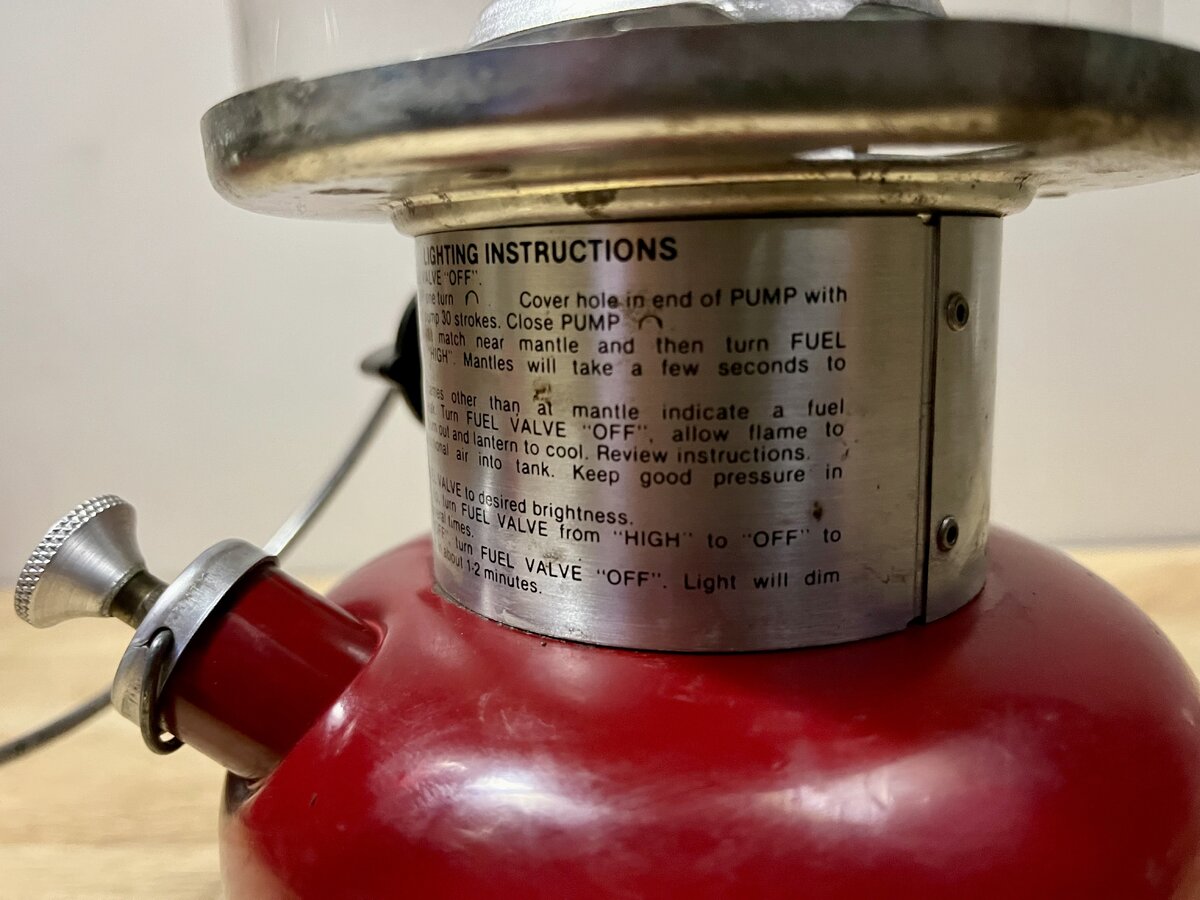 LIGHTING INSTRUCTIONS
VALVE "OFF".
one turn Cover hole in end of PUMP with
30 strokes. Close PUMP
match near mantle and then turn FUEL
"HIGH". Mantles will take a few seconds to
other than at mantle indicate a fuel
Turn FUEL VALVE "OFF", allow flame to
out and lantern to cool. Review instructions.
air into tank. Keep good pressure in
VALVE to desired brightness.
turn FUEL VALVE from "HIGH" to "OFF" to
times.
turn FUEL VALVE "OFF". Light will dim
about 1-2 minutes.